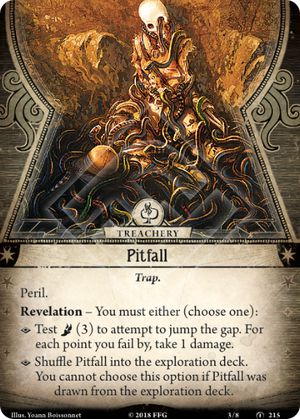 TREACHERY
Pitfall
Trap.
Peril.
Revelation – You must either (choose one):
Test (3) to attempt to jump the gap. For
each point you fail by, take 1 damage.
Shuffle Pitfall into the exploration deck.
You cannot choose this option if Pitfall was
drawn from the exploration deck.
Illus. Yoann Boissonnet © 2018 FFG 3/8 215